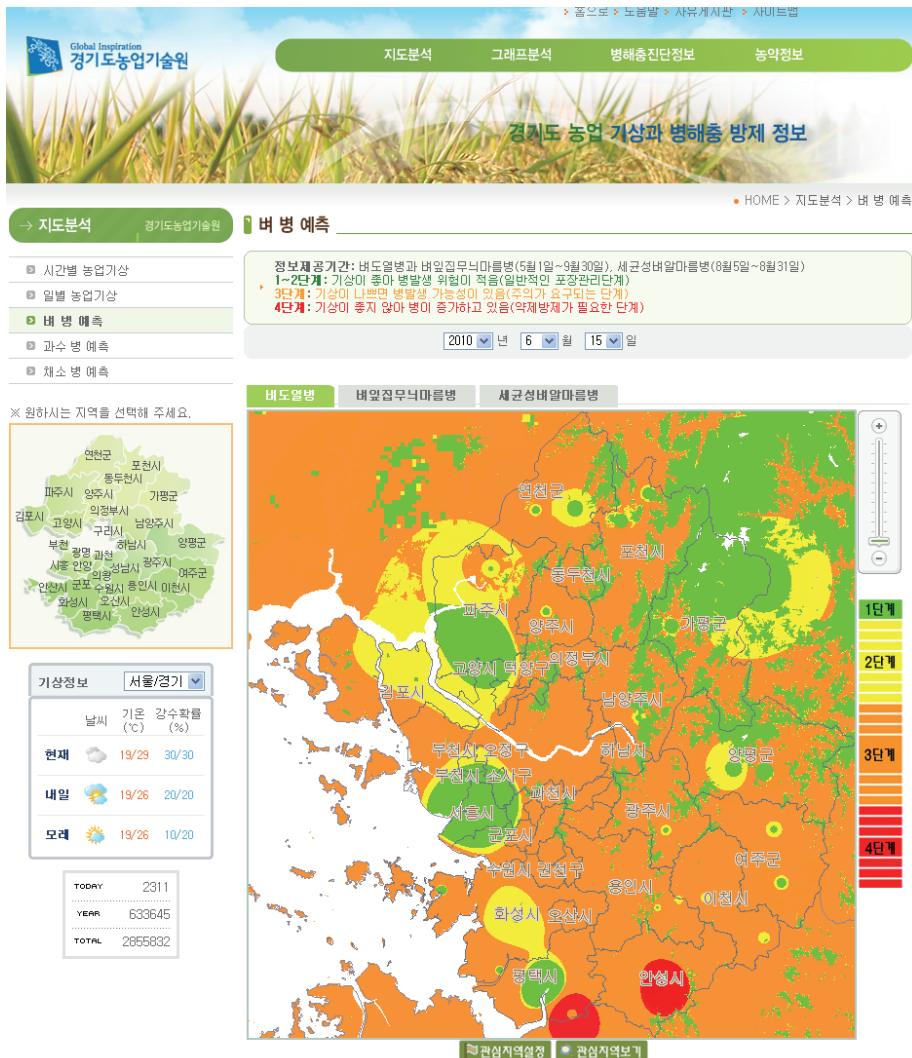 홈으로 도움말 자유게시판 사이트맵
Global Inspiration
경기도농업기술원
지도분석 그래프분석 병해충진단정보 농약정보
경기도 농업 기상과 병해충 방제 정보
HOME > 지도분석 > 벼 병 예측
지도분석 경기도농업기술원
벼 병 예측
시간별 농업기상
일별 농업기상
벼 병 예측
과수 병 예측
채소 병 예측
정보제공기간: 벼도열병과 벼잎집무늬마름병(5월1일~9월30일), 세균성벼알마름병(8월5일~8월31일)
1~2단계: 기상이 좋아 병발생 위험이 적음(일반적인 포장관리단계)
3단계: 기상이 나쁘면 병발생 가능성이 있음(주의가 요구되는 단계)
4단계: 기상이 좋지 않아 병이 증가하고 있음(약제방제가 필요한 단계)
2010 년 6 월 15 일
벼도열병 벼잎집무늬마름병 세균성벼알마름병
※ 원하시는 지역을 선택해 주세요.
연천군
포천시
동두천시
파주시 양주시 가평군
의정부시
김포시 고양시 남양주시
구리시
부천 하남시 양평군
광명 과천
시흥 안양 성남시 광주시
의왕 여주군
안산시 군포 수원시 용인시 이천시
화성시 오산시
평택시 안성시
기상정보 서울/경기
날씨 기온(℃) 강수확률(%)
현재 19/29 30/30
내일 19/26 20/20
모레 19/26 10/20
TODAY 2311
YEAR 633645
TOTAL 2855832
연천군
포천시
동두천시
파주시
양주시
가평군
고양시 덕양구
의정부시
김포시
남양주시
부천시 오정구
하남시
양평군
부천시 소사구
과천시
서흥시
광주시
군포시
수원시 권선구
여주군
용인시
이천시
화성시
오산시
평택시
안성시
1단계
2단계
3단계
4단계
관심지역설정 관심지역보기